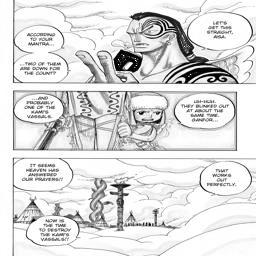 LET'S
GET THIS
STRAIGHT,
AISA.
ACCORDING
TO YOUR
MANTRA...
...TWO OF THEM
ARE DOWN FOR
THE COUNT?
UH-HUH.
THEY BLINKED
OUT AT ABOUT
THE SAME TIME.
GANFOR...
...AND
PROBABLY
ONE OF THE
KAMI'S
VASSALS.
THAT
WORKS
OUT
PERFECTLY.
IT SEEMS
HEAVEN HAS
ANSWERED
OUR PRAYERS!!
NOW IS
THE TIME
TO DESTROY
THE KAMI'S
VASSALS!!